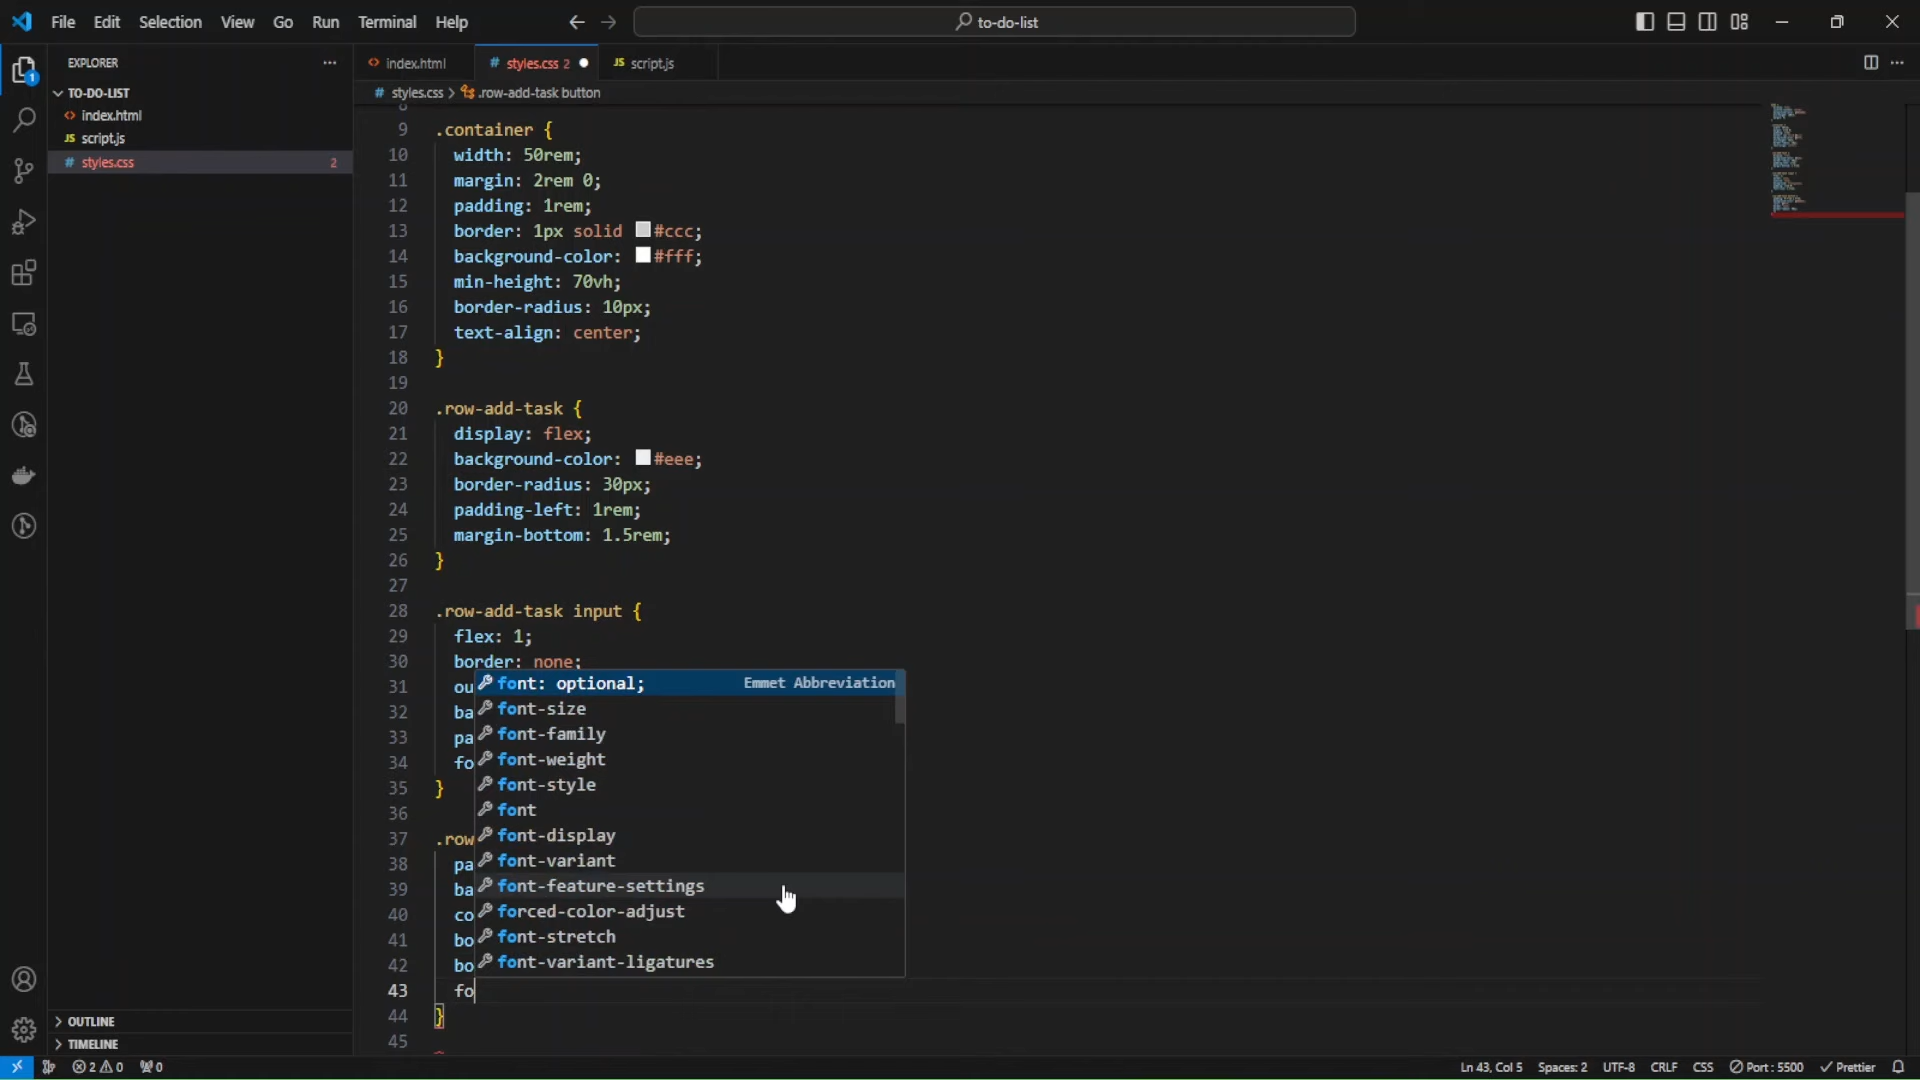 File Edit Selection View Go Run Terminal Help
to-do-list
EXPLORER
TO-DO-LIST
index.html
script.js
styles.css 2
OUTLINE
TIMELINE
1
index.html
styles.css 2
script.js
styles.css > .row-add-task button
8
9 .container {
10 width: 50rem;
11 margin: 2rem 0;
12 padding: 1rem;
13 border: 1px solid #ccc;
14 background-color: #fff;
15 min-height: 70vh;
16 border-radius: 10px;
17 text-align: center;
18 }
19
20 .row-add-task {
21 display: flex;
22 background-color: #eee;
23 border-radius: 30px;
24 padding-left: 1rem;
25 margin-bottom: 1.5rem;
26 }
27
28 .row-add-task input {
29 flex: 1;
30 border: none;
31 ou
32 ba
33 pa
34 fo
35 }
36
37 .row
38 pa
39 ba
40 co
41 bo
42 bo
43 fo
44 }
45
font: optional; Emmet Abbreviation
font-size
font-family
font-weight
font-style
font
font-display
font-variant
font-feature-settings
forced-color-adjust
font-stretch
font-variant-ligatures
2 0 0 Ln 43, Col 5 Spaces: 2 UTF-8 CRLF CSS Port : 5500 Prettier